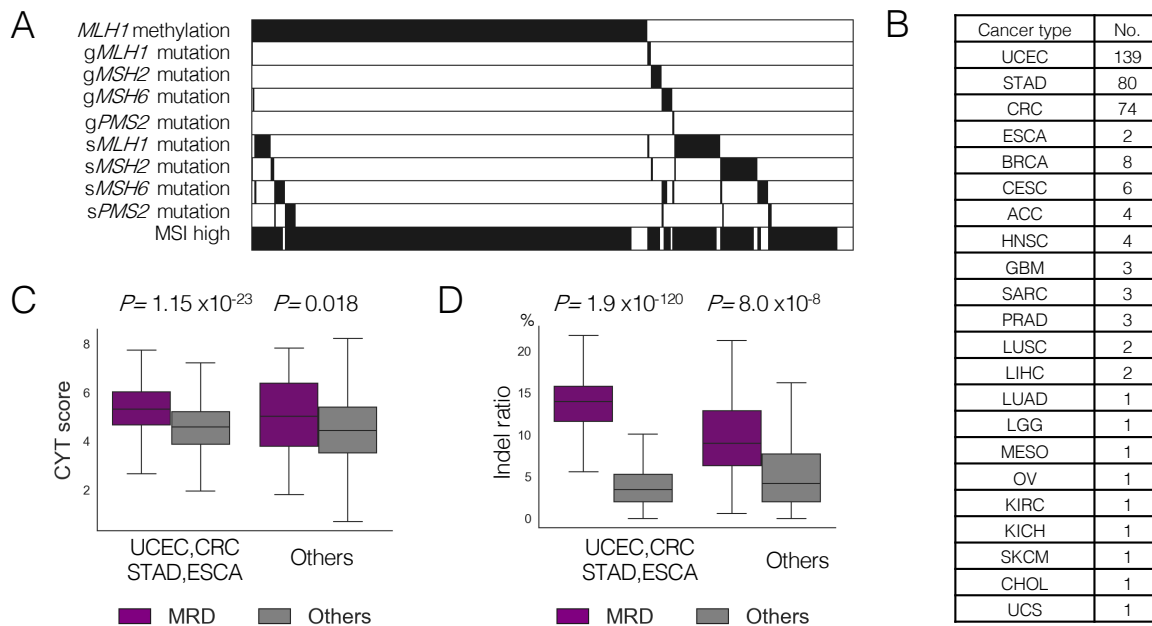 A
MLH1 methylation
gMLH1 mutation
gMSH2 mutation
gMSH6 mutation
gPMS2 mutation
sMLH1 mutation
sMSH2 mutation
sMSH6 mutation
sPMS2 mutation
MSI high
B
Cancer type No.
UCEC 139
STAD 80
CRC 74
ESCA 2
BRCA 8
CESC 6
ACC 4
HNSC 4
GBM 3
SARC 3
PRAD 3
LUSC 2
LIHC 2
LUAD 1
LGG 1
MESO 1
OV 1
KIRC 1
KICH 1
SKCM 1
CHOL 1
UCS 1
C
P= 1.15 x10-23 P= 0.018
CYT score
8
6
4
2
UCEC,CRC
STAD,ESCA
Others
MRD Others
D
P= 1.9 x10-120 P= 8.0 x10-8
%
Indel ratio
20
15
10
5
0
UCEC,CRC
STAD,ESCA
Others
MRD Others